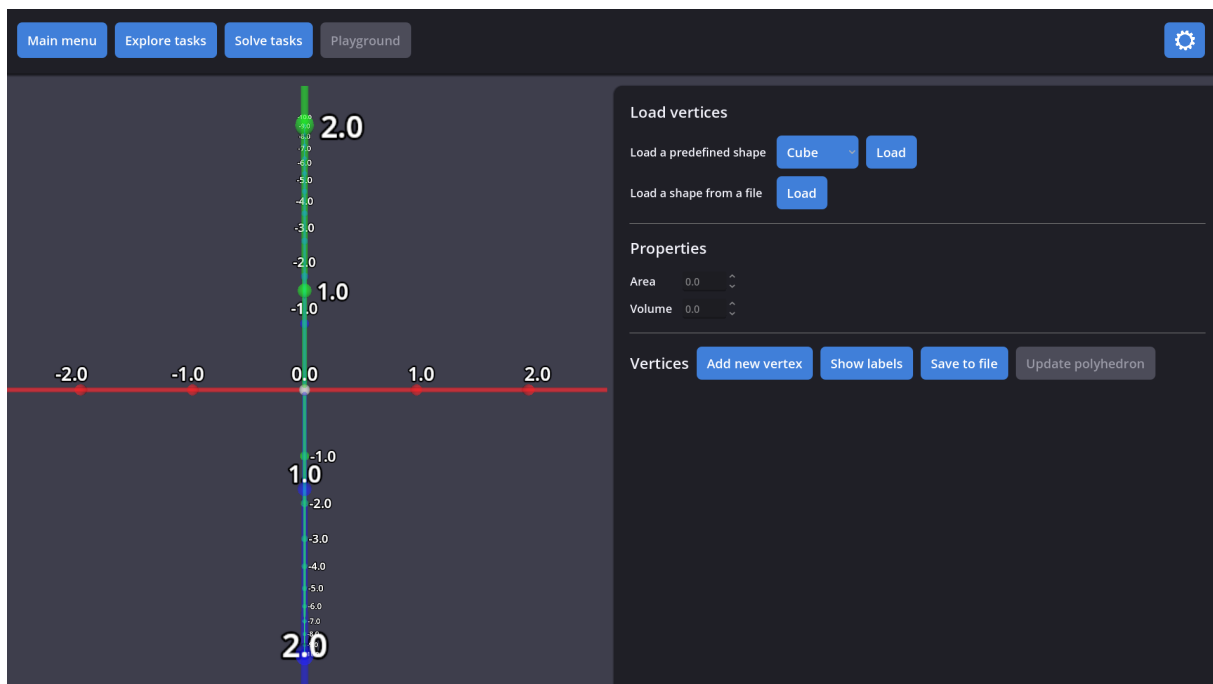 Main menu Explore tasks Solve tasks Playground
Load vertices
Load a predefined shape Cube Load
Load a shape from a file Load
Properties
Area 0.0
Volume 0.0
Vertices Add new vertex Show labels Save to file Update polyhedron
2.0
-7.0
-6.0
-5.0
-4.0
-3.0
-2.0
1.0
-1.0
-2.0 -1.0 0.0 1.0 2.0
-1.0
1.0
-2.0
-3.0
-4.0
-5.0
-6.0
-7.0
2.0